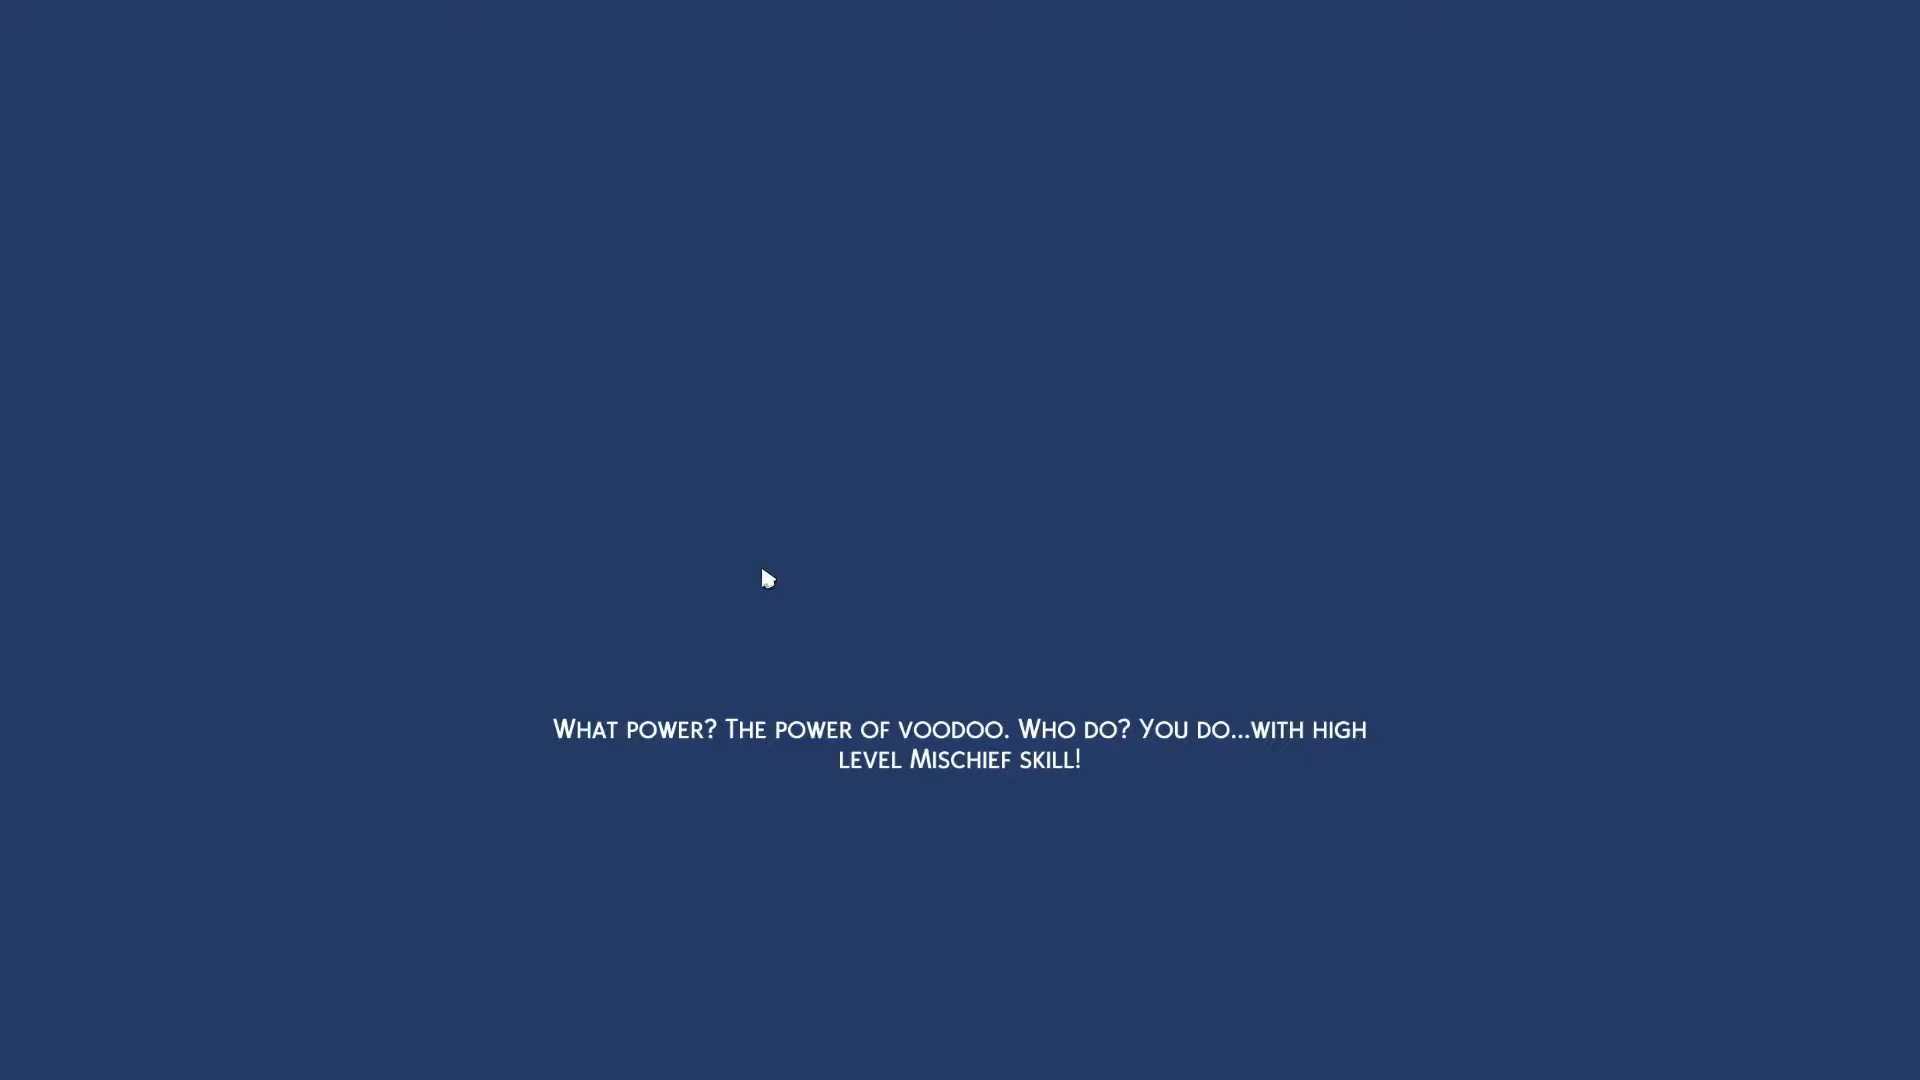 What power? The power of voodoo. Who do? You do...with high
level Mischief skill!